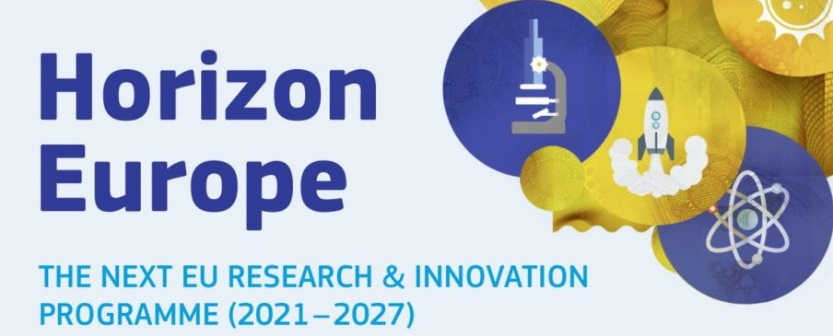 Horizon
Europe
THE NEXT EU RESEARCH & INNOVATION
PROGRAMME (2021–2027)